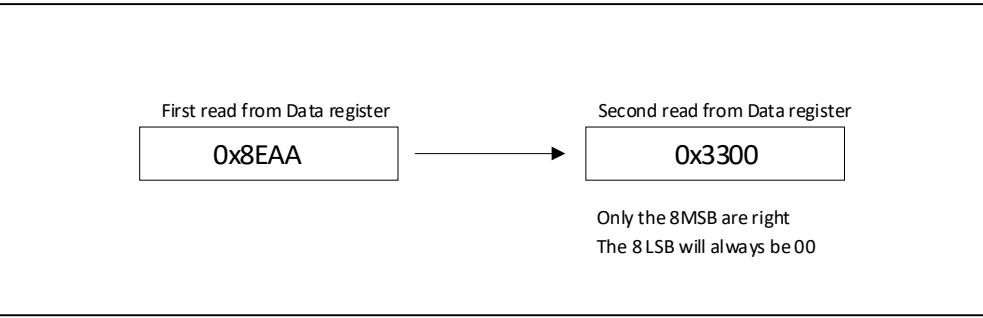 First read from Data register
Second read from Data register
0x8EAA
0x3300
Only the 8MSB are right
The 8 LSB will always be 00